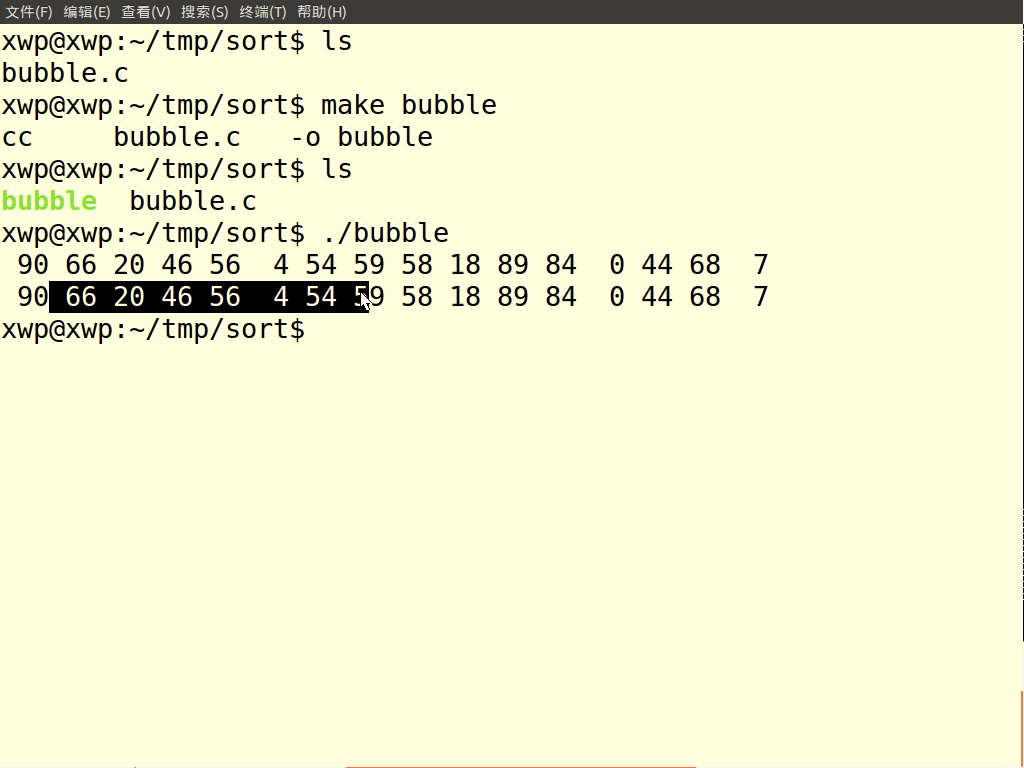 文件(F) 编辑(E) 查看(V) 搜索(S) 终端(T) 帮助(H)
xwp@xwp:~/tmp/sort$ ls
bubble.c
xwp@xwp:~/tmp/sort$ make bubble
cc     bubble.c   -o bubble
xwp@xwp:~/tmp/sort$ ls
bubble  bubble.c
xwp@xwp:~/tmp/sort$ ./bubble
 90 66 20 46 56  4 54 59 58 18 89 84  0 44 68  7
 90 66 20 46 56  4 54 59 58 18 89 84  0 44 68  7
xwp@xwp:~/tmp/sort$